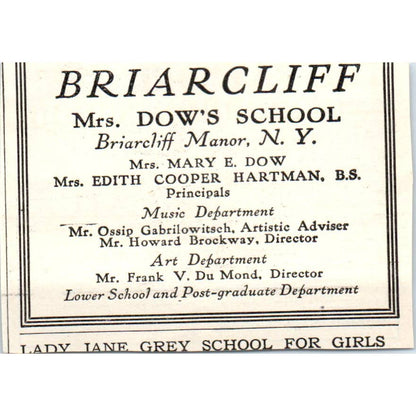 BRIARCLIFF
Mrs. DOW'S SCHOOL
Briarcliff Manor, N. Y.
Mrs. MARY E. DOW
Mrs. EDITH COOPER HARTMAN, B.S.
Principals
Music Department
Mr. Ossip Gabrilowitsch, Artistic Adviser
Mr. Howard Brockway, Director
Art Department
Mr. Frank V. Du Mond, Director
Lower School and Post-graduate Department
LADY JANE GREY SCHOOL FOR GIRLS